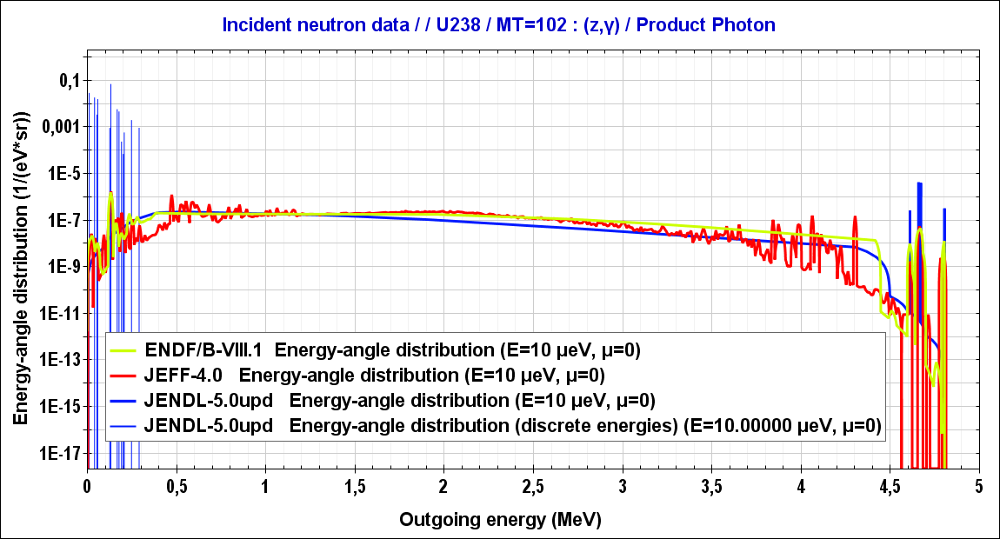 Incident neutron data / / U238 / MT=102 : (z,γ) / Product Photon
Energy-angle distribution (1/(eV*sr))
0,1
0,001
1E-5
1E-7
1E-9
1E-11
1E-13
1E-15
1E-17
ENDF/B-VIII.1 Energy-angle distribution (E=10 µeV, µ=0)
JEFF-4.0 Energy-angle distribution (E=10 µeV, µ=0)
JENDL-5.0upd Energy-angle distribution (E=10 µeV, µ=0)
JENDL-5.0upd Energy-angle distribution (discrete energies) (E=10.00000 µeV, µ=0)
0 0,5 1 1,5 2 2,5 3 3,5 4 4,5 5
Outgoing energy (MeV)